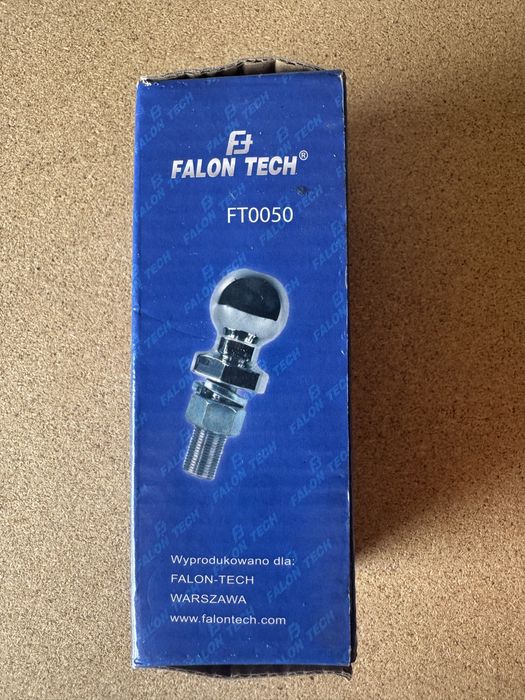 FALON TECH®
FT0050
Wyprodukowano dla:
FALON-TECH
WARSZAWA
www.falontech.com